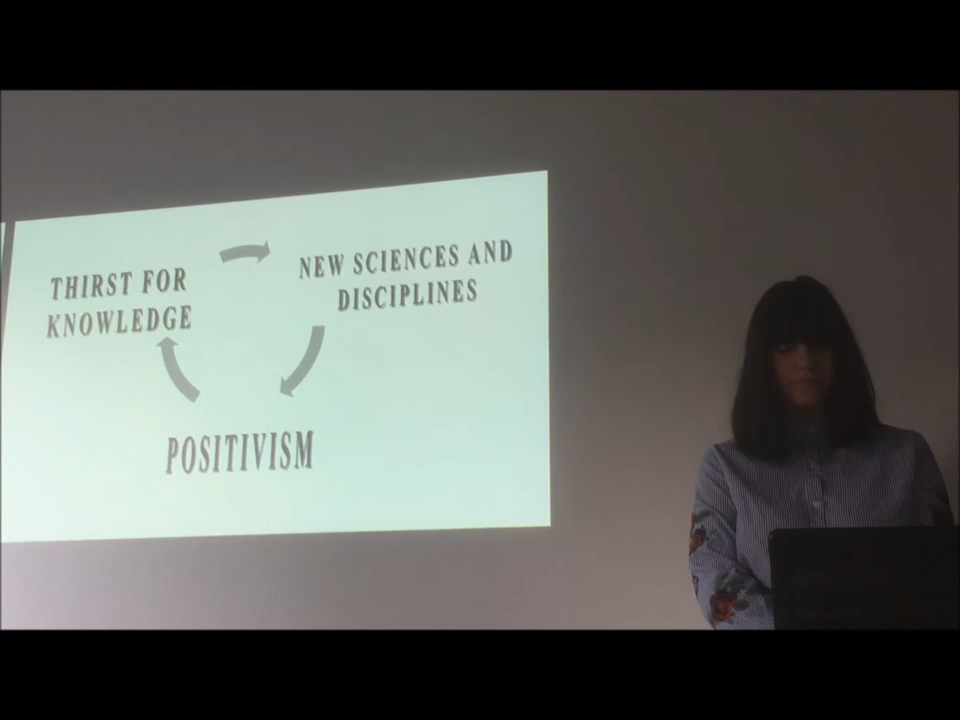 THIRST FOR
KNOWLEDGE
NEW SCIENCES AND
DISCIPLINES
POSITIVISM